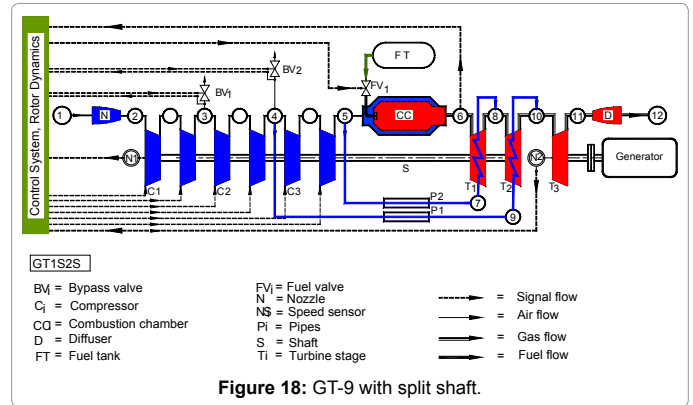 Control System, Rotor Dynamics
FT
BV2
BV1
FV1
1
N
2
3
4
5
CC
6
8
10
11
D
12
N1
S
N2
Generator
C1
C2
C3
T1
T2
T3
P2
P1
7
9
GT1S2S
BVi = Bypass valve
Ci = Compressor
CCi = Combustion chamber
D = Diffuser
FT = Fuel tank
FVi = Fuel valve
N = Nozzle
NS = Speed sensor
Pi = Pipes
S = Shaft
Ti = Turbine stage
= Signal flow
= Air flow
= Gas flow
= Fuel flow
Figure 18: GT-9 with split shaft.